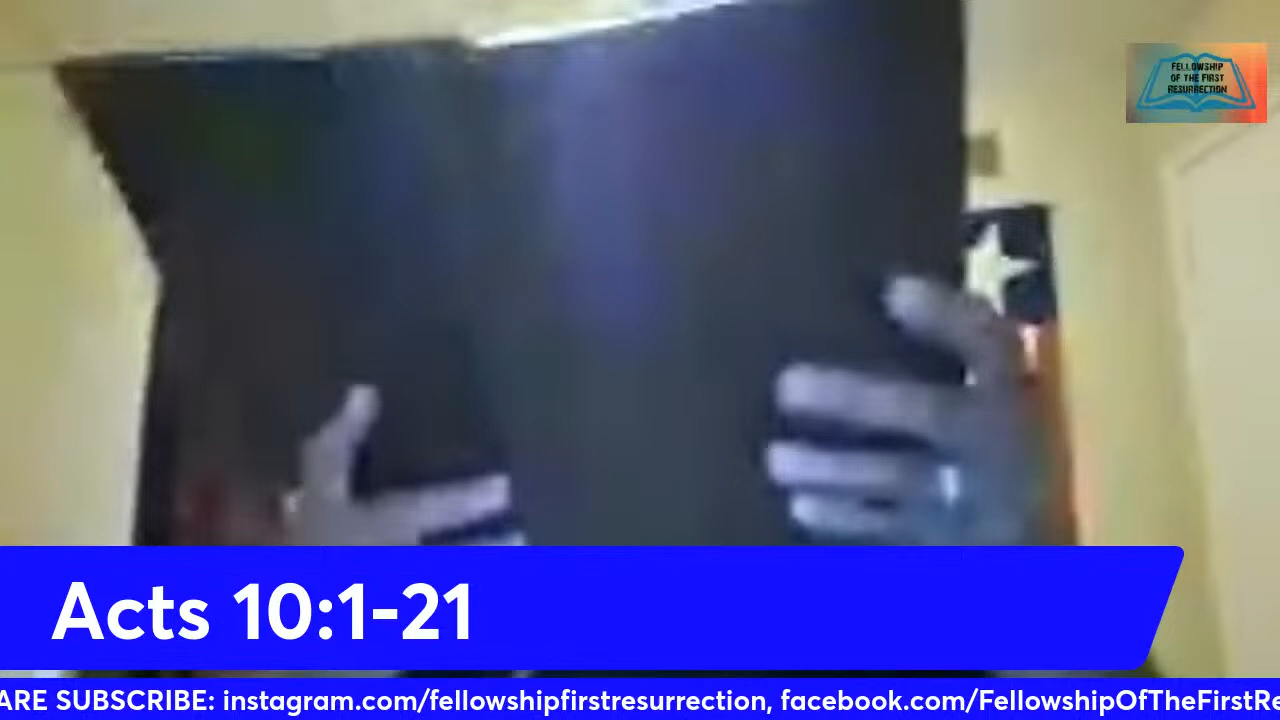 FELLOWSHIP
OF THE FIRST
RESURRECTION
Acts 10:1-21
ARE SUBSCRIBE: instagram.com/fellowshipfirstresurrection, facebook.com/FellowshipOfTheFirstRe